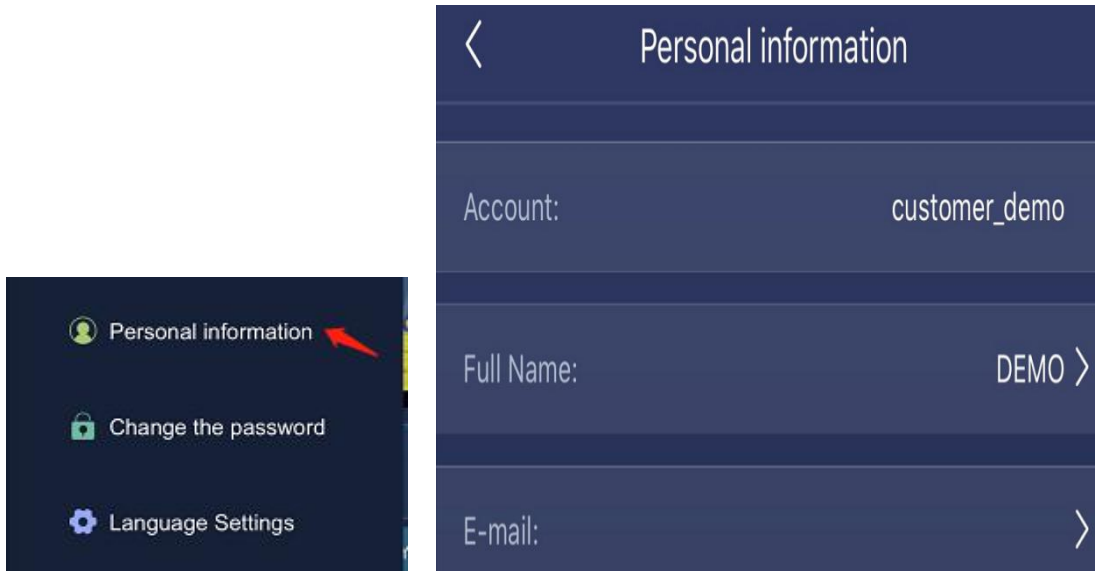 Personal information
Change the password
Language Settings
Personal information
Account: customer_demo
Full Name: DEMO
E-mail: